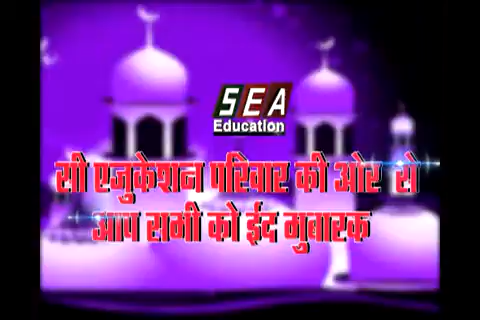 SEA
Education
सी एजुकेशन परिवार की ओर से
आप सभी को ईद मुबारक